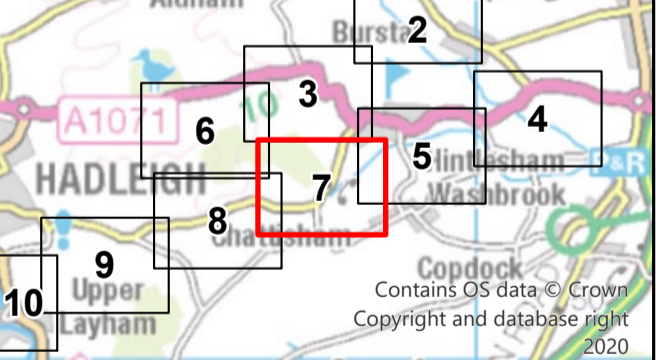 Aldham
Burstal
2
3
10
A1071
6
4
5
Hintlesham
P&R
HADLEIGH
7
Washbrook
8
Chattisham
9
Copdock
10
Upper
Layham
Contains OS data © Crown
Copyright and database right
2020